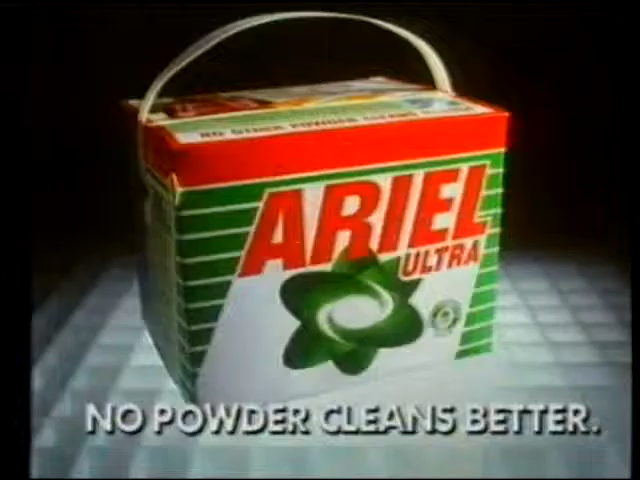 NO OTHER POWDER CLEANS
ARIEL
ULTRA
NO POWDER CLEANS BETTER.